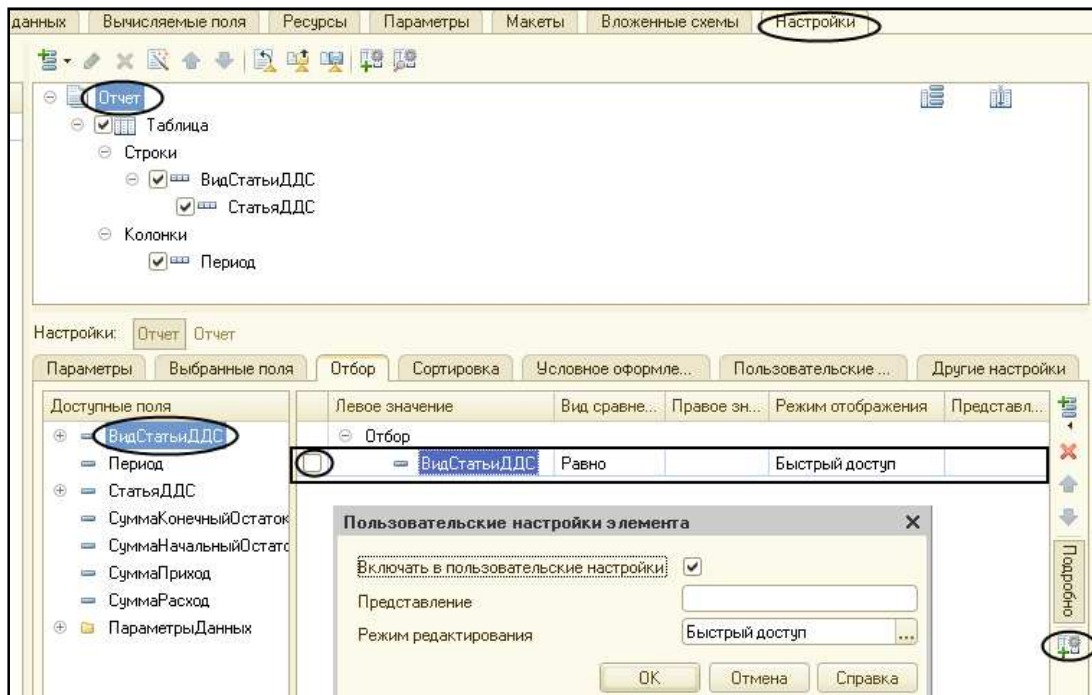 данных Вычисляемые поля Ресурсы Параметры Макеты Вложенные схемы Настройки
Отчет
Таблица
Строки
ВидСтатьиДДС
СтатьяДДС
Колонки
Период
Настройки: Отчет Отчет
Параметры Выбранные поля Отбор Сортировка Условное оформле... Пользовательские ... Другие настройки
Доступные поля Левое значение Вид сравне... Правое зн... Режим отображения Представл...
ВидСтатьиДДС Отбор
Период ВидСтатьиДДС Равно Быстрый доступ
СтатьяДДС
СуммаКонечныйОстаток
СуммаНачальныйОстато
СуммаПриход
СуммаРасход
ПараметрыДанных
Подробно
Пользовательские настройки элемента
Включать в пользовательские настройки
Представление
Режим редактирования Быстрый доступ ...
ОК Отмена Справка